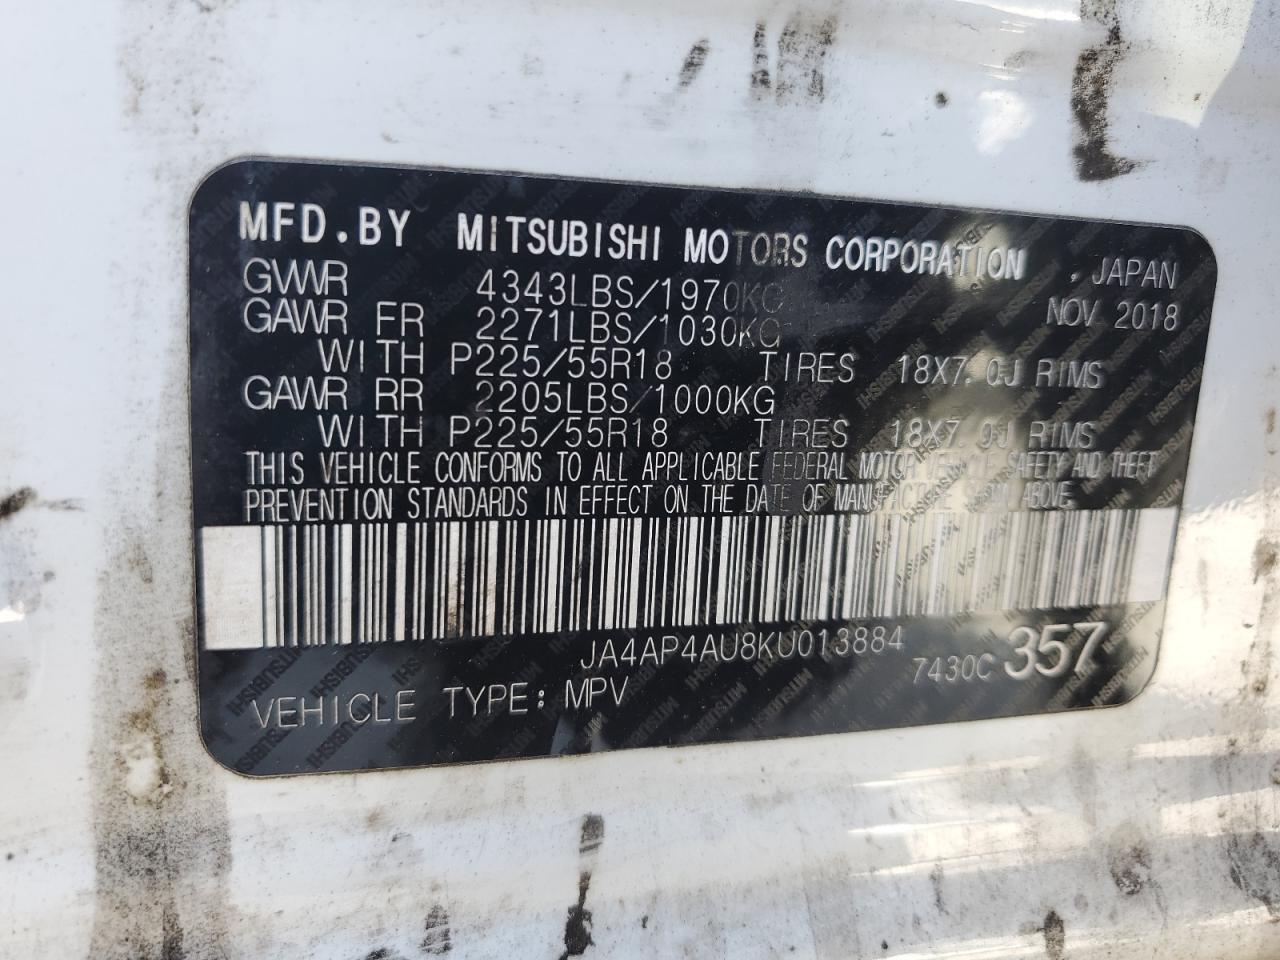 MFD.BY MITSUBISHI MOTORS CORPORATION , JAPAN
GVWR 4343LBS/1970KG NOV 2018
GAWR FR 2271LBS/1030KG
WITH P225/55R18 TIRES 18X7.0J RIMS
GAWR RR 2205LBS/1000KG
WITH P225/55R18 TIRES 18X7.0J RIMS
THIS VEHICLE CONFORMS TO ALL APPLICABLE FEDERAL MOTOR VEHICLE SAFETY AND THEFT
PREVENTION STANDARDS IN EFFECT ON THE DATE OF MANUFACTURE SHOWN ABOVE.
JA4AP4AU8KU013884
7430C 357
VEHICLE TYPE: MPV